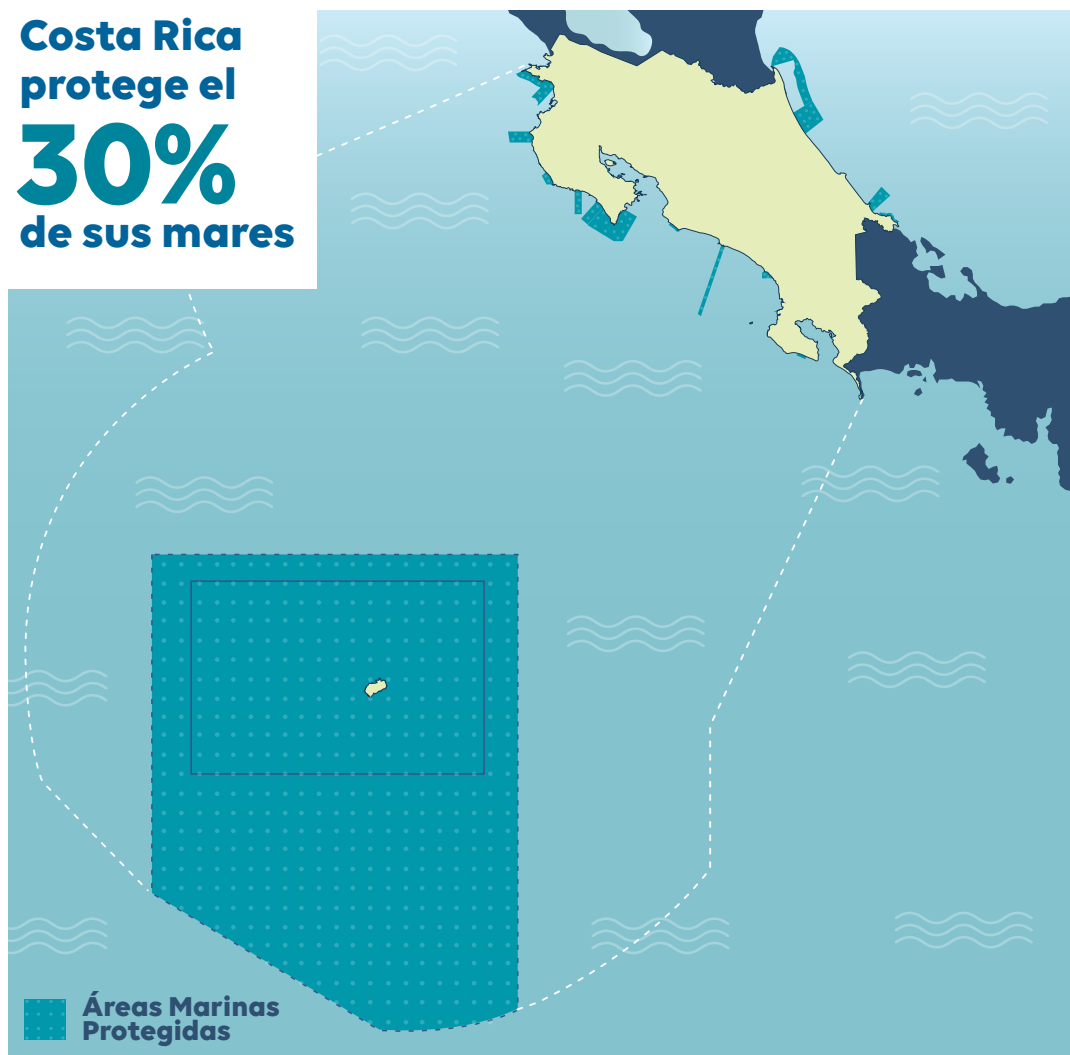 Costa Rica
protege el
30%
de sus mares
Áreas Marinas
Protegidas